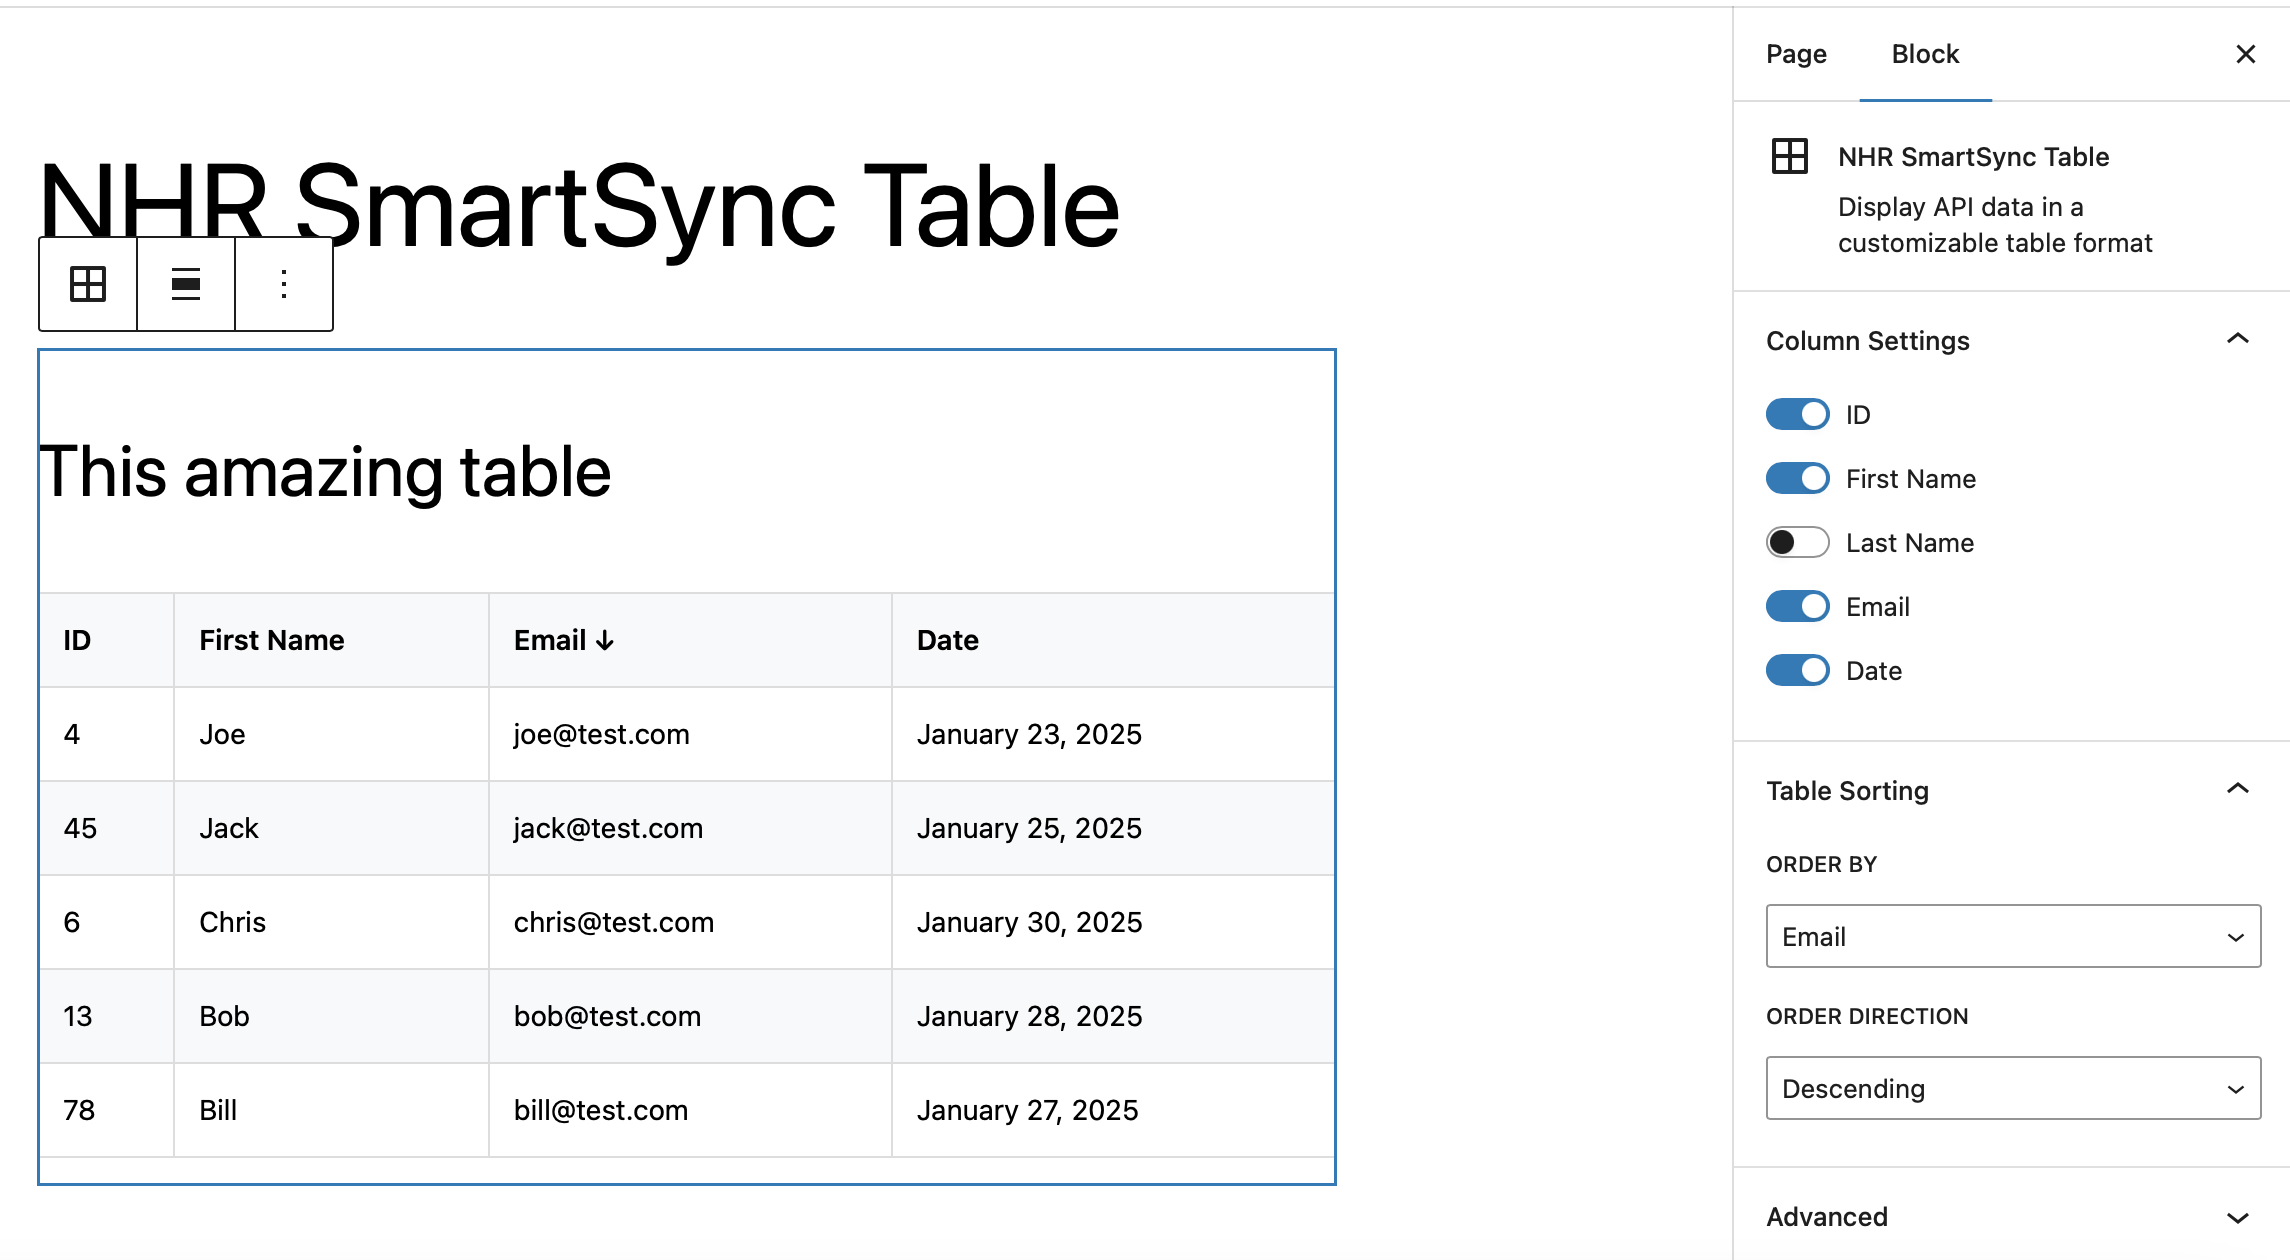 NHR SmartSync Table
This amazing table
ID First Name Email ↓ Date
4 Joe joe@test.com January 23, 2025
45 Jack jack@test.com January 25, 2025
6 Chris chris@test.com January 30, 2025
13 Bob bob@test.com January 28, 2025
78 Bill bill@test.com January 27, 2025
Page Block
NHR SmartSync Table
Display API data in a
customizable table format
Column Settings
ID
First Name
Last Name
Email
Date
Table Sorting
ORDER BY
Email
ORDER DIRECTION
Descending
Advanced